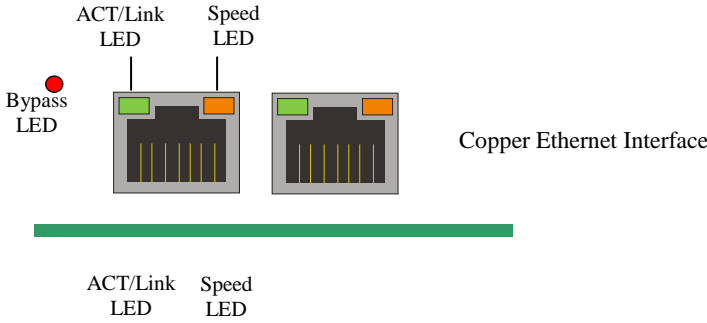 ACT/Link Speed
LED LED
Bypass
LED
Copper Ethernet Interface
ACT/Link Speed
LED LED